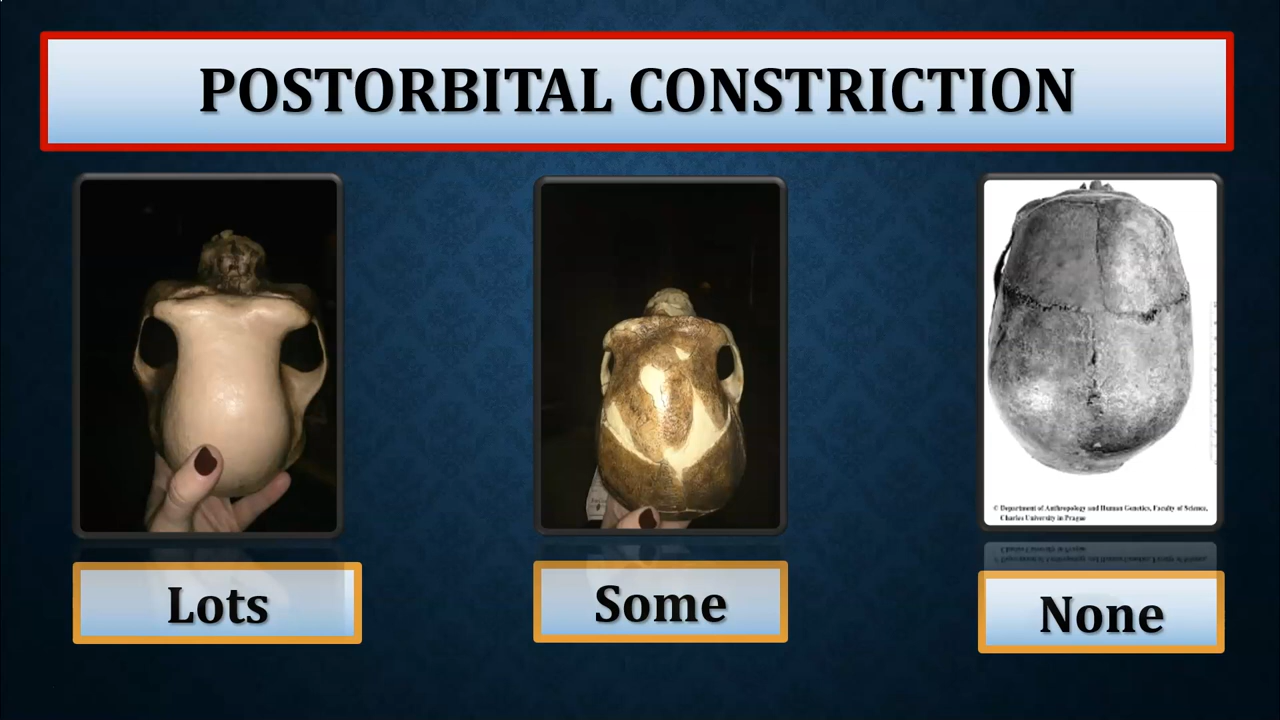 POSTORBITAL CONSTRICTION
© Department of Anthropology and Human Genetics, Faculty of Science,
Charles University in Prague
Lots
Some
None